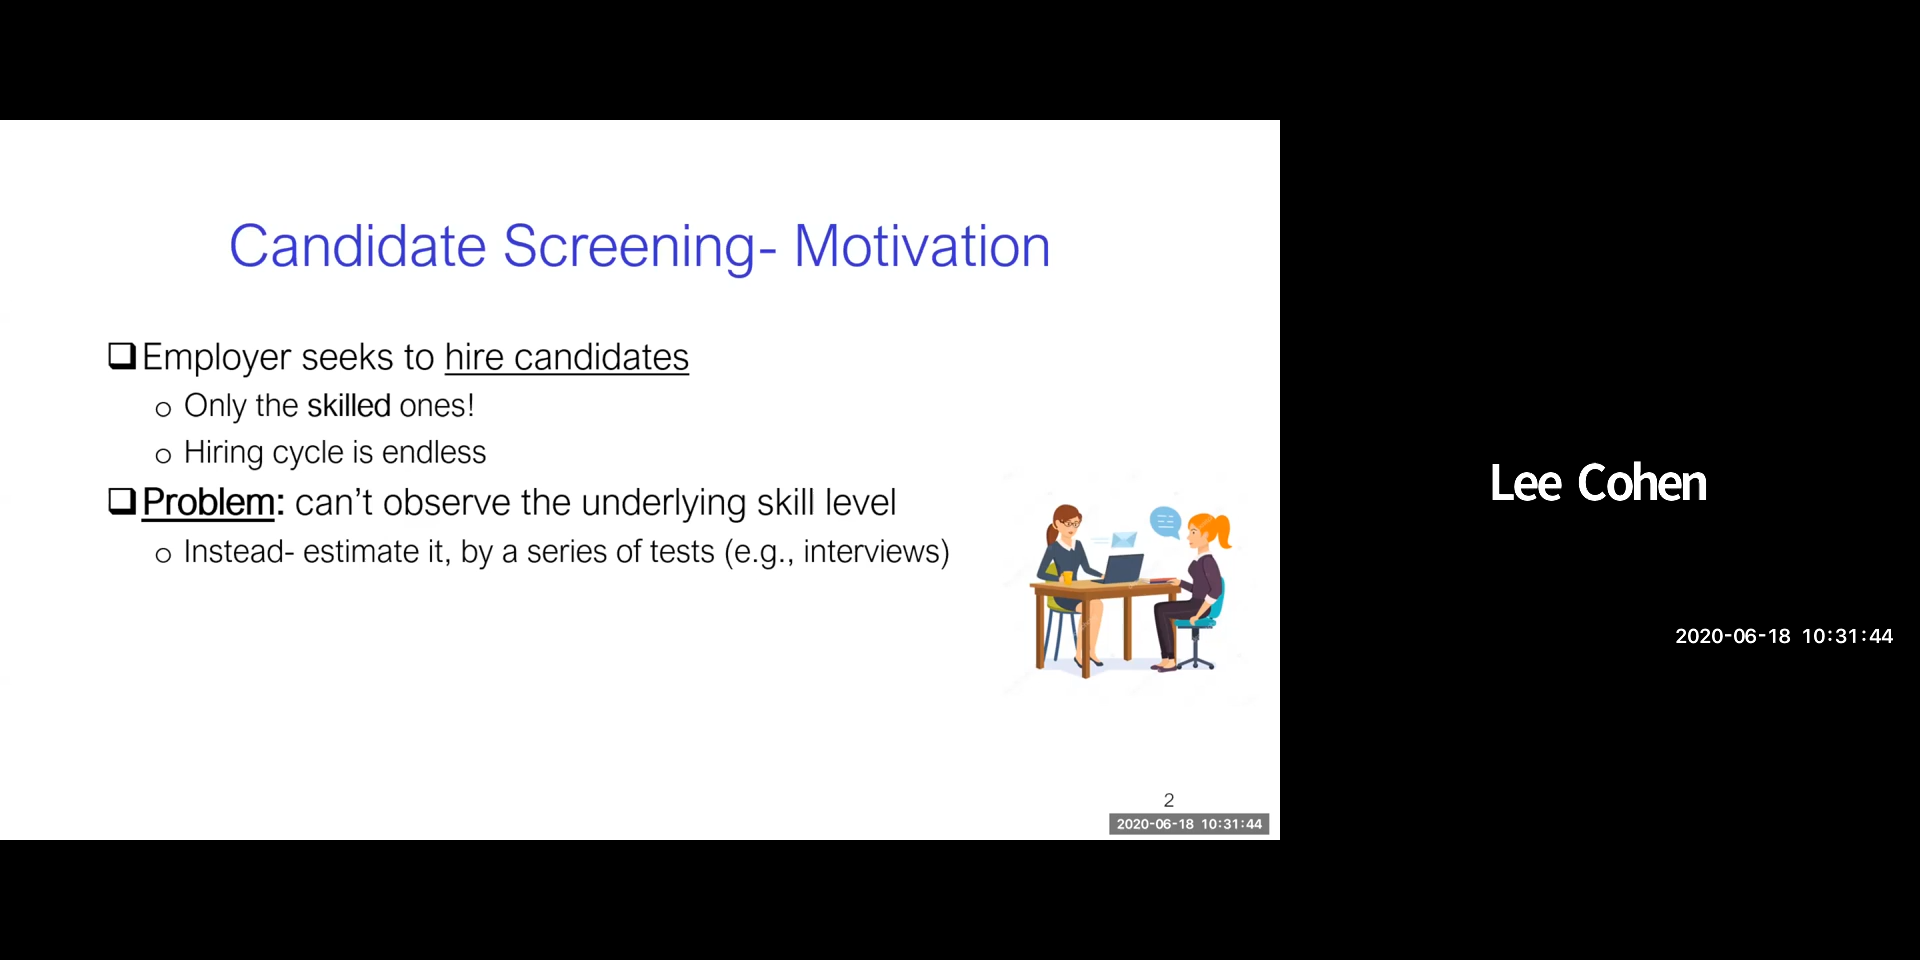 Candidate Screening- Motivation
Employer seeks to hire candidates
Only the skilled ones!
Hiring cycle is endless
Problem: can't observe the underlying skill level
Instead- estimate it, by a series of tests (e.g., interviews)
2
2020-06-18 10:31:44
Lee Cohen
2020-06-18 10:31:44